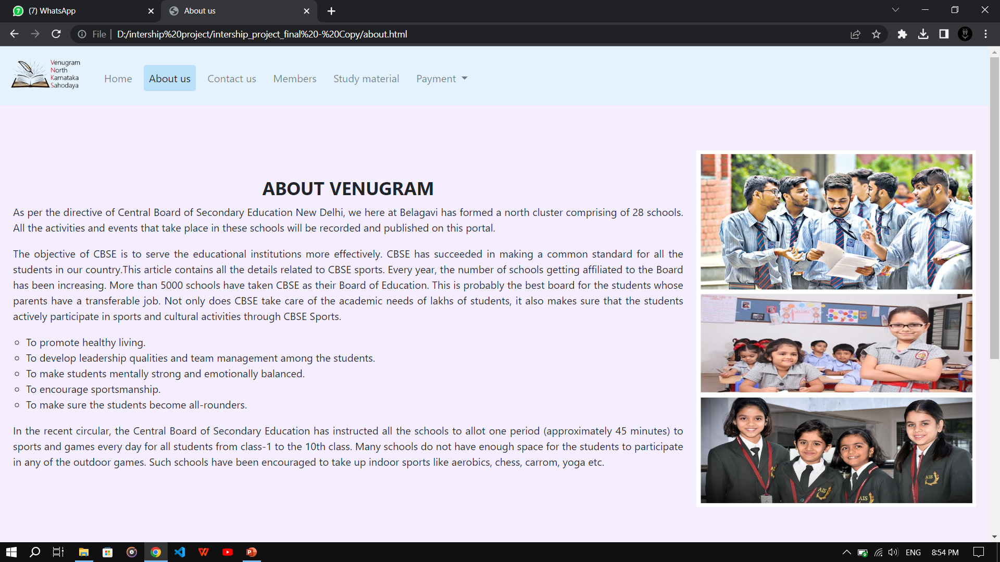 (7) WhatsApp
About us
File
D:/intership%20project/intership_project_final%20-%20Copy/about.html
Venugram
North
Karnataka
Sahodaya
Home
About us
Contact us
Members
Study material
Payment
ABOUT VENUGRAM
As per the directive of Central Board of Secondary Education New Delhi, we here at Belagavi has formed a north cluster comprising of 28 schools.
All the activities and events that take place in these schools will be recorded and published on this portal.
The objective of CBSE is to serve the educational institutions more effectively. CBSE has succeeded in making a common standard for all the
students in our country.This article contains all the details related to CBSE sports. Every year, the number of schools getting affiliated to the Board
has been increasing. More than 5000 schools have taken CBSE as their Board of Education. This is probably the best board for the students whose
parents have a transferable job. Not only does CBSE take care of the academic needs of lakhs of students, it also makes sure that the students
actively participate in sports and cultural activities through CBSE Sports.
To promote healthy living.
To develop leadership qualities and team management among the students.
To make students mentally strong and emotionally balanced.
To encourage sportsmanship.
To make sure the students become all-rounders.
In the recent circular, the Central Board of Secondary Education has instructed all the schools to allot one period (approximately 45 minutes) to
sports and games every day for all students from class-1 to the 10th class. Many schools do not have enough space for the students to participate
in any of the outdoor games. Such schools have been encouraged to take up indoor sports like aerobics, chess, carrom, yoga etc.
AIS
AIS
AIS
ENG
8:54 PM